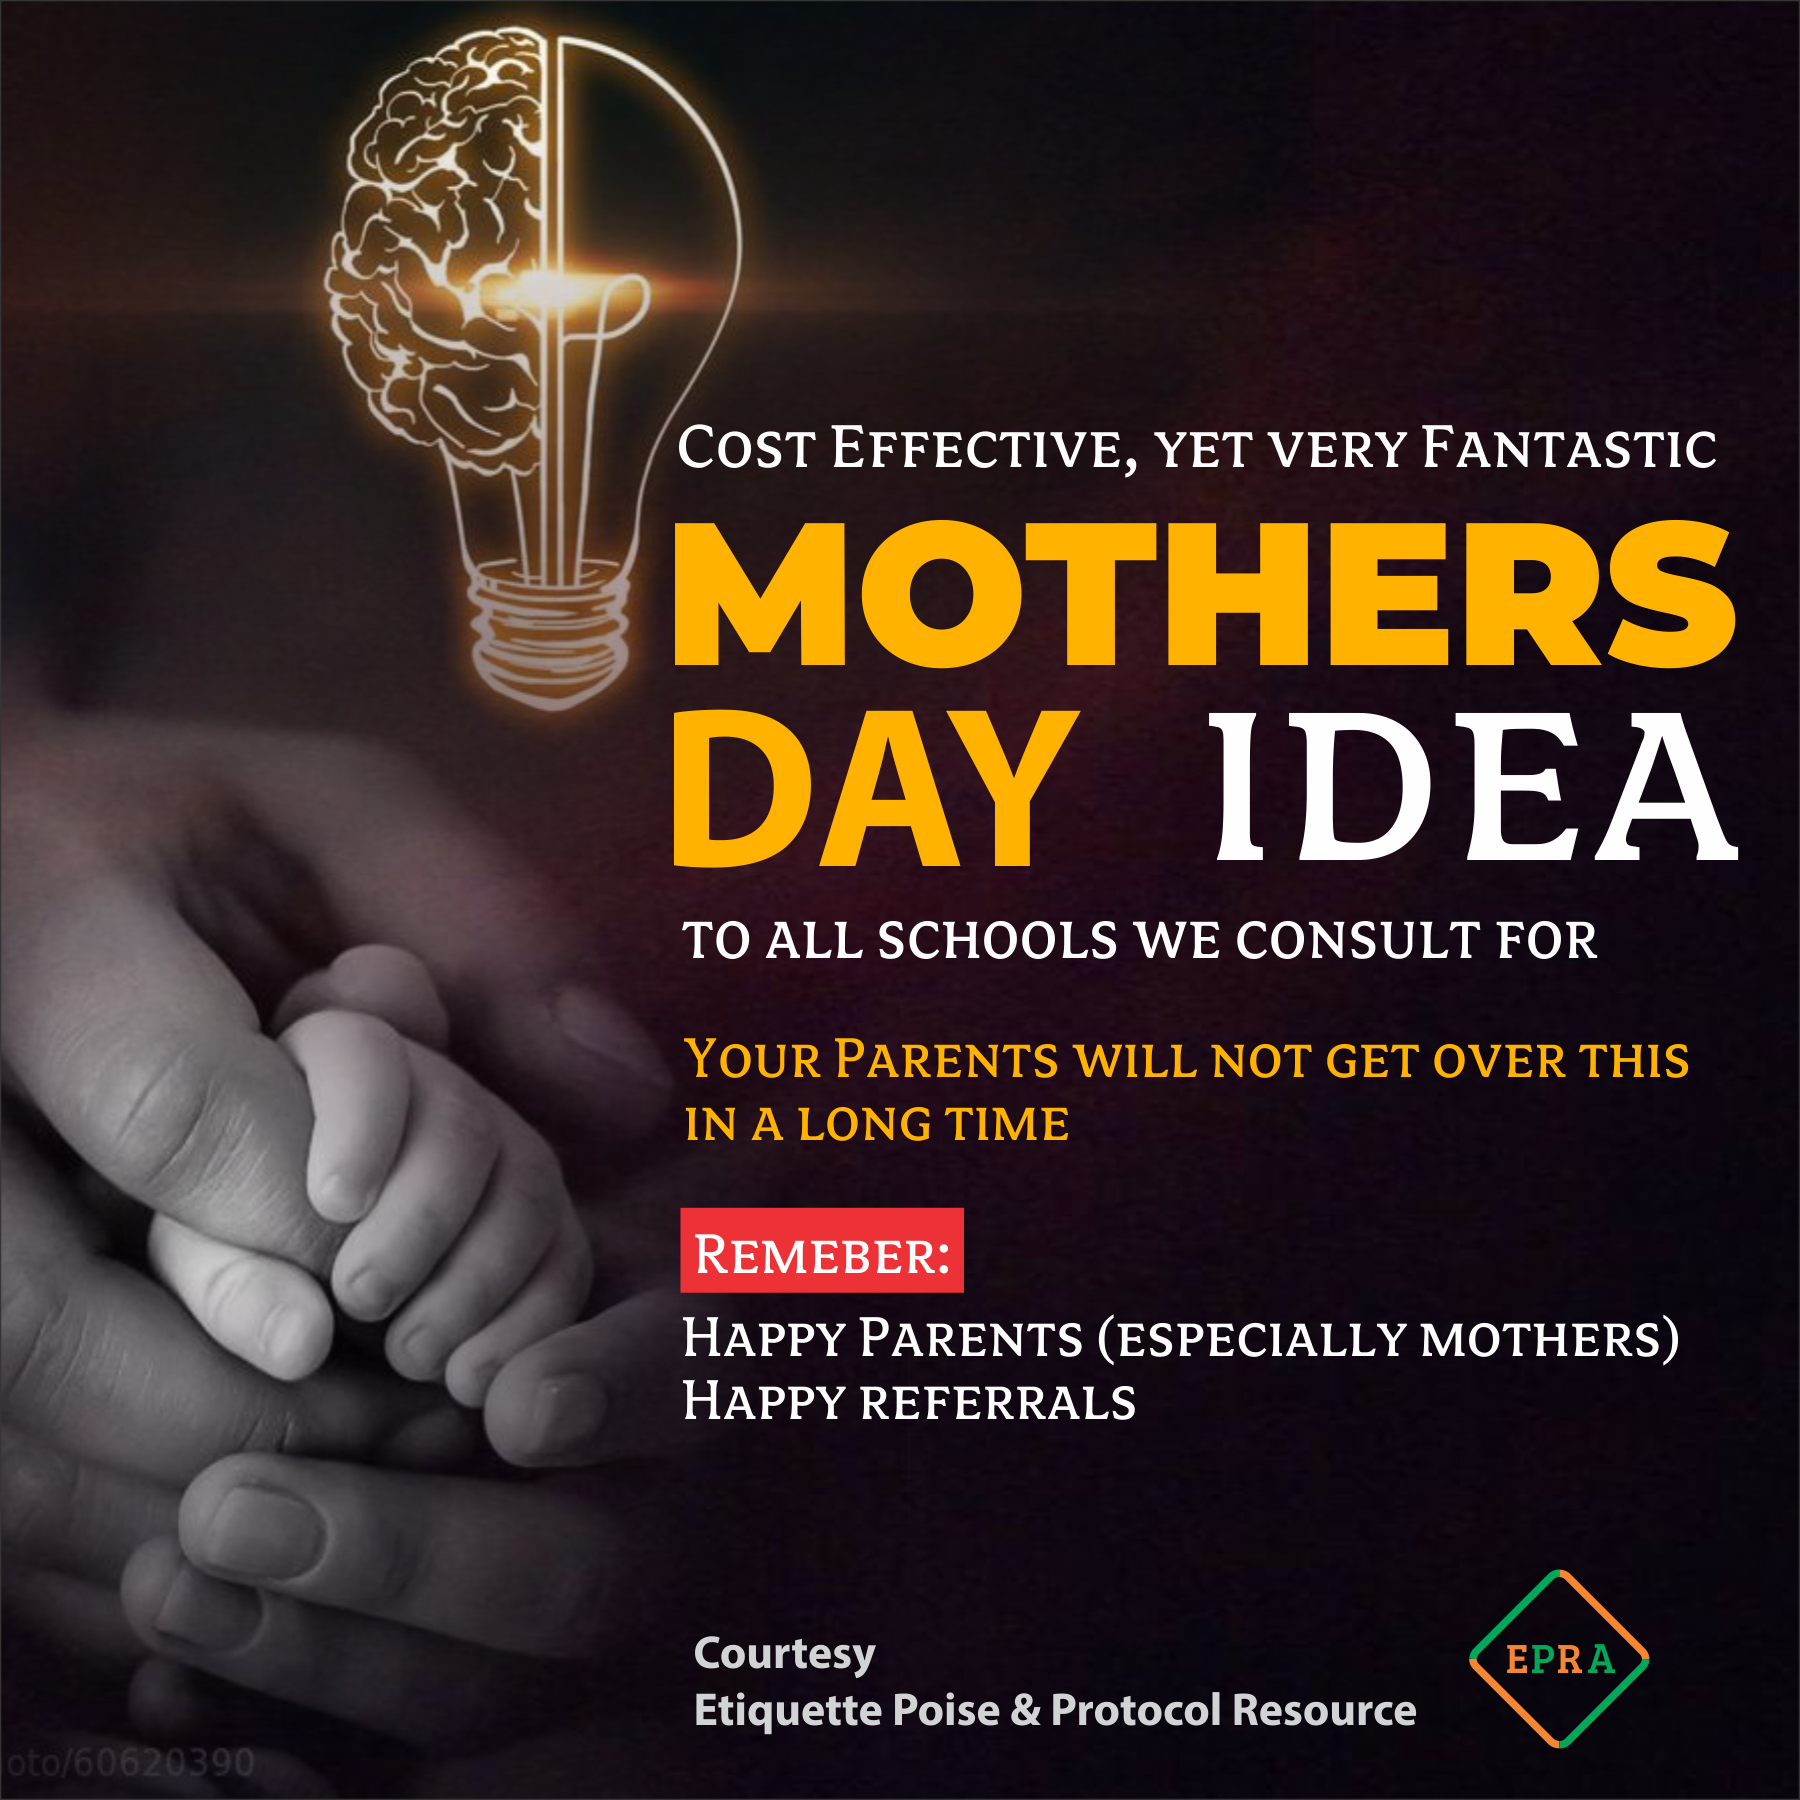 Cost Effective, yet very Fantastic
MOTHERS
DAY IDEA
to all schools we consult for
Your Parents will not get over this
in a long time
Remeber:
Happy Parents (especially mothers)
Happy referrals
Courtesy
Etiquette Poise & Protocol Resource
EPRA
oto/60620390